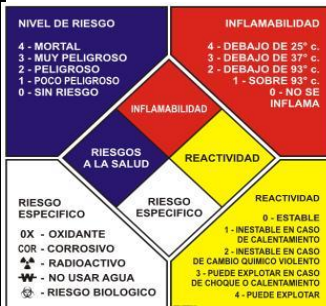 NIVEL DE RIESGO
4 - MORTAL
3 - MUY PELIGROSO
2 - PELIGROSO
1 - POCO PELIGROSO
0 - SIN RIESGO
INFLAMABILIDAD
4 - DEBAJO DE 25° c.
3 - DEBAJO DE 37° c.
2 - DEBAJO DE 93° c.
1 - SOBRE 93° c.
0 - NO SE
INFLAMA
INFLAMABILIDAD
RIESGOS
A LA SALUD
REACTIVIDAD
RIESGO
ESPECIFICO
RIESGO
ESPECIFICO
OX - OXIDANTE
COR - CORROSIVO
- RADIOACTIVO
W - NO USAR AGUA
- RIESGO BIOLOGICO
REACTIVIDAD
0 - ESTABLE
1 - INESTABLE EN CASO
DE CALENTAMIENTO
2 - INESTABLE EN CASO
DE CAMBIO QUIMICO VIOLENTO
3 - PUEDE EXPLOTAR EN CASO
DE CHOQUE O CALENTAMIENTO
4 - PUEDE EXPLOTAR